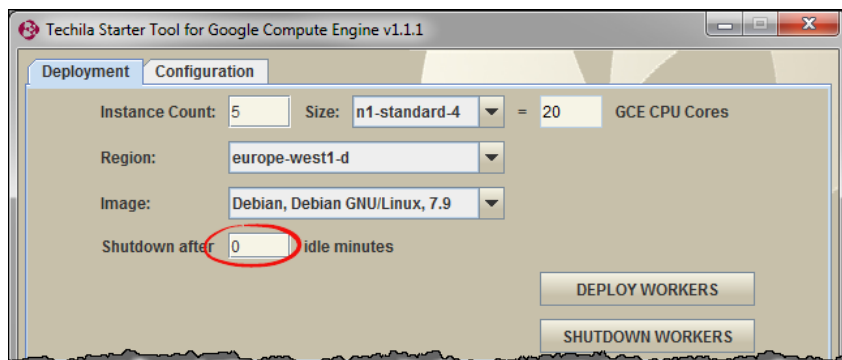 Techila Starter Tool for Google Compute Engine v1.1.1
Deployment Configuration
Instance Count: 5 Size: n1-standard-4 = 20 GCE CPU Cores
Region: europe-west1-d
Image: Debian, Debian GNU/Linux, 7.9
Shutdown after 0 idle minutes
DEPLOY WORKERS
SHUTDOWN WORKERS